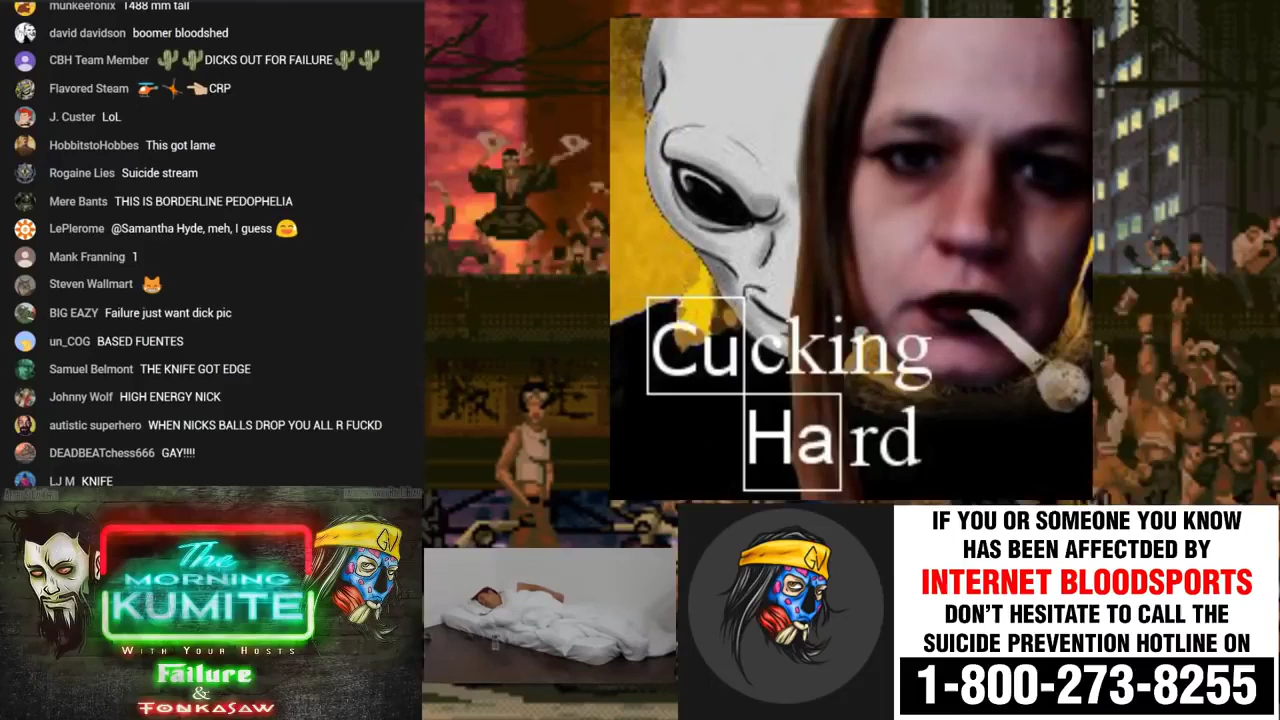 munkeefonix 1488 mm tall
david davidson boomer bloodshed
CBH Team Member 🌵🌵DICKS OUT FOR FAILURE🌵🌵
Flavored Steam 🚁 👈🏻CRP
J. Custer LoL
HobbitstoHobbes This got lame
Rogaine Lies Suicide stream
Mere Bants THIS IS BORDERLINE PEDOPHELIA
LePlerome @Samantha Hyde, meh, I guess 😄
Mank Franning 1
Steven Wallmart 🐱
BIG EAZY Failure just want dick pic
un_COG BASED FUENTES
Samuel Belmont THE KNIFE GOT EDGE
Johnny Wolf HIGH ENERGY NICK
autistic superhero WHEN NICKS BALLS DROP YOU ALL R FUCKD
DEADBEATchess666 GAY!!!!
LJ M KNIFE
Cucking
Hard
The
MORNING
KUMITE
WITH YOUR HOSTS
Failure
&
TONKASAW
GV
IF YOU OR SOMEONE YOU KNOW
HAS BEEN AFFECTDED BY
INTERNET BLOODSPORTS
DON'T HESITATE TO CALL THE
SUICIDE PREVENTION HOTLINE ON
1-800-273-8255